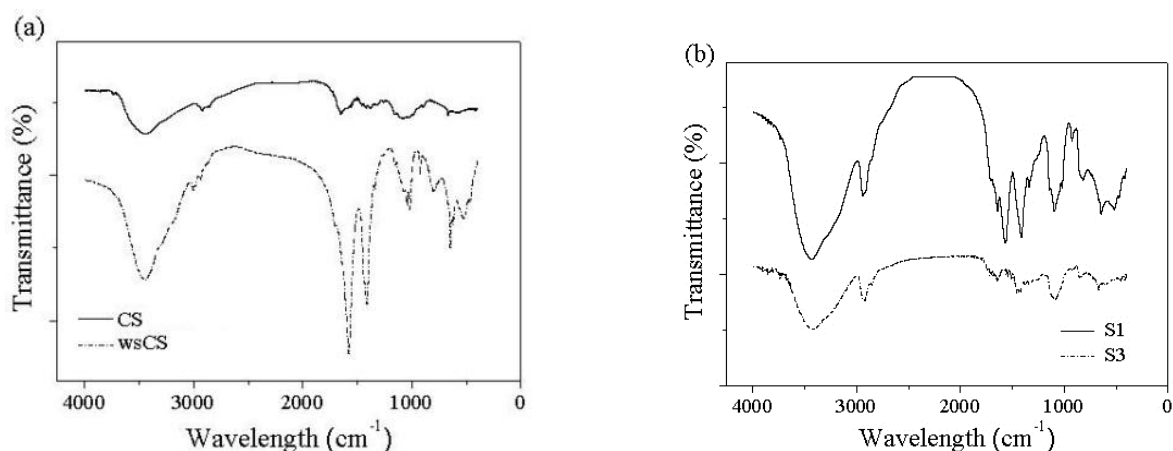 (a)
Transmittance (%)
CS
wsCS
4000 3000 2000 1000 0
Wavelength (cm⁻¹)
(b)
Transmittance (%)
S1
S3
4000 3000 2000 1000 0
Wavelength (cm⁻¹)